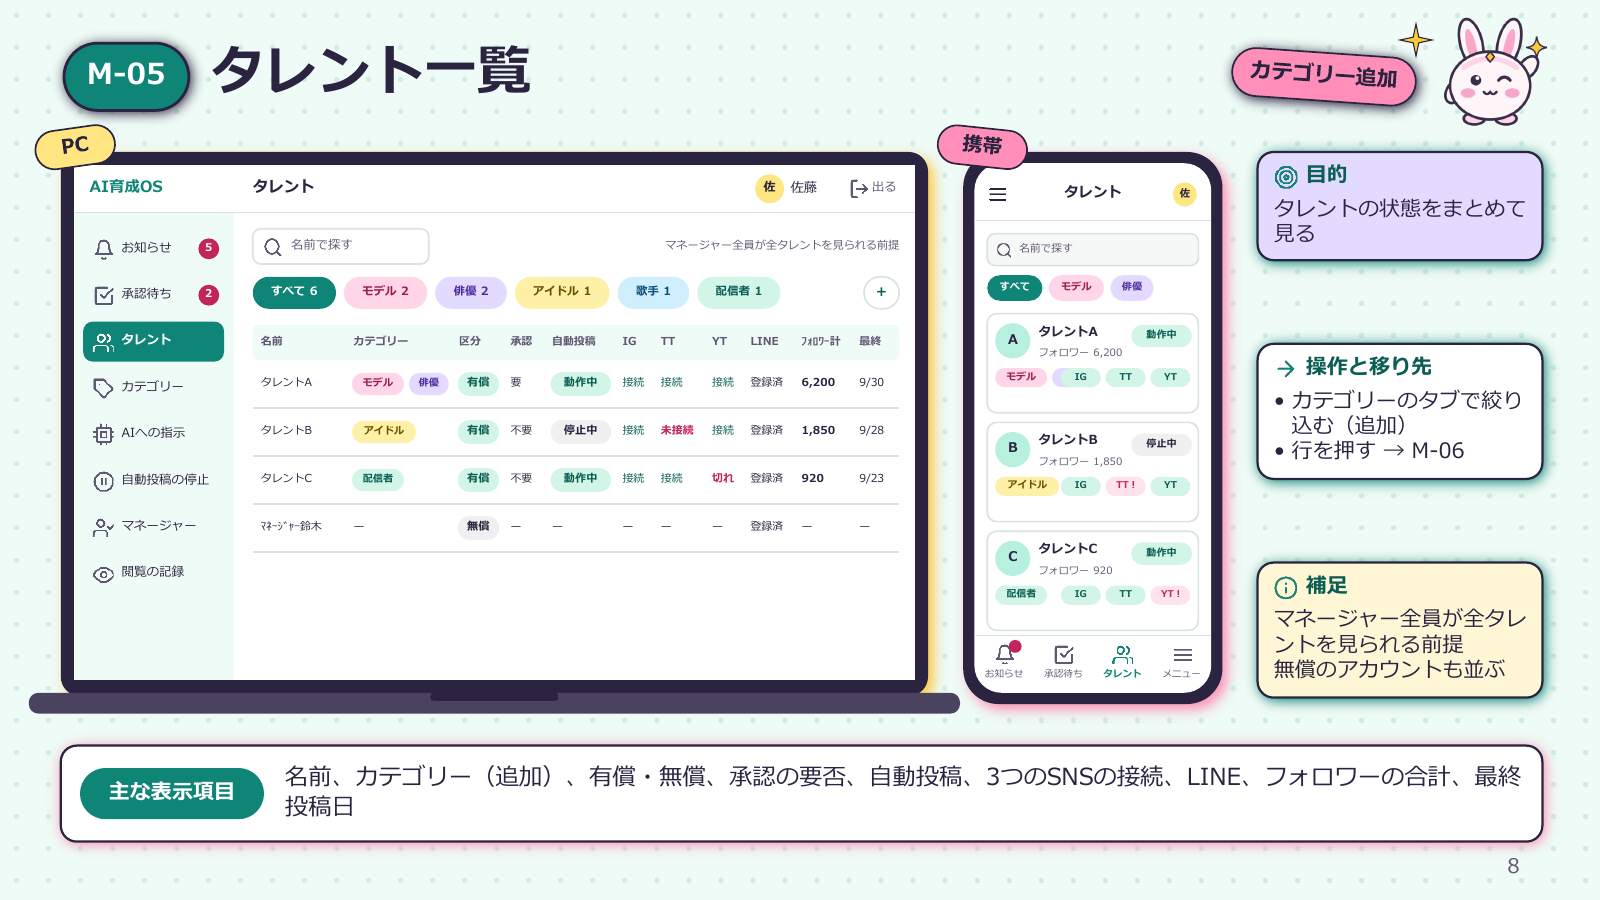 M-05 タレント一覧
カテゴリー追加
PC
AI育成OS
タレント
佐 佐藤
出る
お知らせ 5
承認待ち 2
タレント
カテゴリー
AIへの指示
自動投稿の停止
マネージャー
閲覧の記録
名前で探す
マネージャー全員が全タレントを見られる前提
すべて 6 モデル 2 俳優 2 アイドル 1 歌手 1 配信者 1 +
名前 カテゴリー 区分 承認 自動投稿 IG TT YT LINE ﾌｫﾛﾜｰ計 最終
タレントA モデル 俳優 有償 要 動作中 接続 接続 接続 登録済 6,200 9/30
タレントB アイドル 有償 不要 停止中 接続 未接続 接続 登録済 1,850 9/28
タレントC 配信者 有償 不要 動作中 接続 接続 切れ 登録済 920 9/23
ﾏﾈｰｼﾞｬｰ鈴木 — 無償 — — — — — 登録済 — —
携帯
タレント
佐
名前で探す
すべて モデル 俳優
A タレントA 動作中
フォロワー 6,200
モデル IG TT YT
B タレントB 停止中
フォロワー 1,850
アイドル IG TT ! YT
C タレントC 動作中
フォロワー 920
配信者 IG TT YT !
お知らせ 承認待ち タレント メニュー
目的
タレントの状態をまとめて
見る
操作と移り先
• カテゴリーのタブで絞り
込む（追加）
• 行を押す → M-06
補足
マネージャー全員が全タレ
ントを見られる前提
無償のアカウントも並ぶ
主な表示項目
名前、カテゴリー（追加）、有償・無償、承認の要否、自動投稿、3つのSNSの接続、LINE、フォロワーの合計、最終
投稿日
8